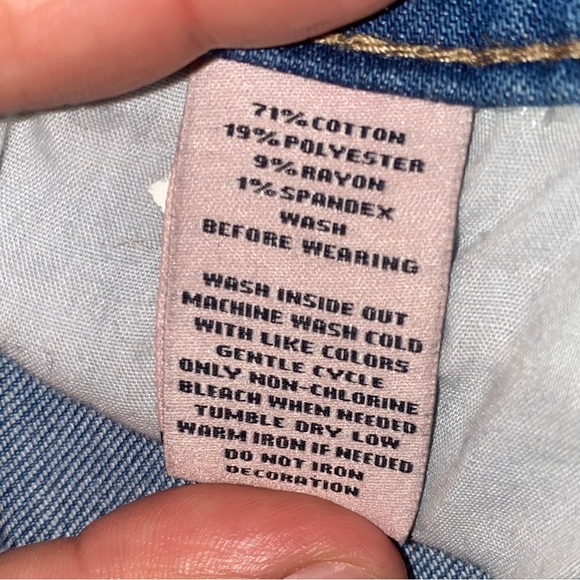 71% COTTON
19% POLYESTER
9% RAYON
1% SPANDEX
WASH
BEFORE WEARING
WASH INSIDE OUT
MACHINE WASH COLD
WITH LIKE COLORS
GENTLE CYCLE
ONLY NON-CHLORINE
BLEACH WHEN NEEDED
TUMBLE DRY LOW
WARM IRON IF NEEDED
DO NOT IRON
DECORATION